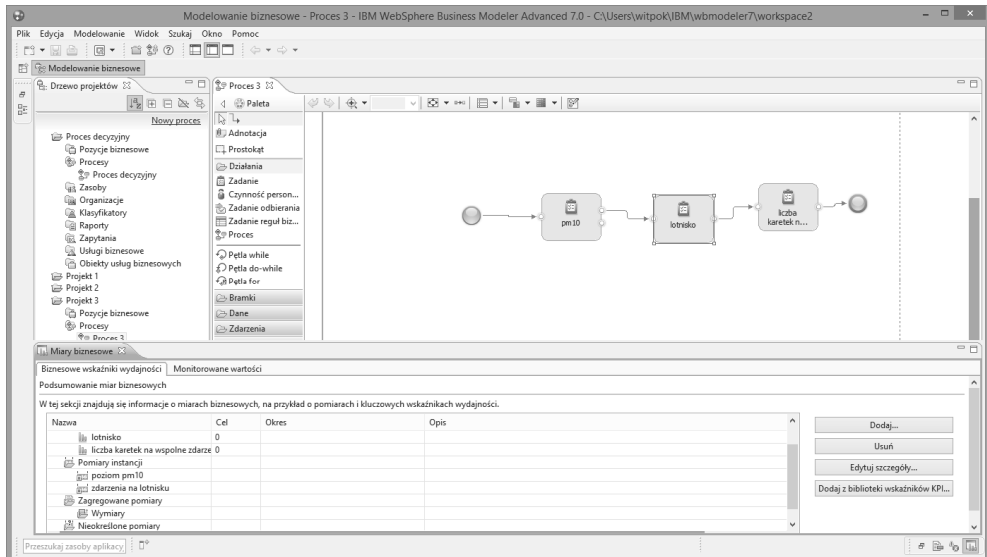 Modelowanie biznesowe - Proces 3 - IBM WebSphere Business Modeler Advanced 7.0 - C:\Users\witpok\IBM\wbmodeler7\workspace2
Plik Edycja Modelowanie Widok Szukaj Okno Pomoc
Modelowanie biznesowe
Drzewo projektów
Nowy proces
Proces decyzyjny
Pozycje biznesowe
Procesy
Proces decyzyjny
Zasoby
Organizacje
Klasyfikatory
Raporty
Zapytania
Usługi biznesowe
Obiekty usług biznesowych
Projekt 1
Projekt 2
Projekt 3
Pozycje biznesowe
Procesy
Proces 3
Proces 3
Paleta
Adnotacja
Prostokąt
Działania
Zadanie
Czynność person...
Zadanie odbierania
Zadanie reguł biz...
Proces
Pętla while
Pętla do-while
Pętla for
Bramki
Dane
Zdarzenia
pm10
lotnisko
liczba
karetek n...
Miary biznesowe
Biznesowe wskaźniki wydajności Monitorowane wartości
Podsumowanie miar biznesowych
W tej sekcji znajdują się informacje o miarach biznesowych, na przykład o pomiarach i kluczowych wskaźnikach wydajności.
Nazwa Cel Okres Opis
lotnisko 0
liczba karetek na wspolne zdarze 0
Pomiary instancji
poziom pm10
zdarzenia na lotnisku
Zagregowane pomiary
Wymiary
Nieokreślone pomiary
Dodaj...
Usuń
Edytuj szczegóły...
Dodaj z biblioteki wskaźników KPI...
Przeszukaj zasoby aplikacj